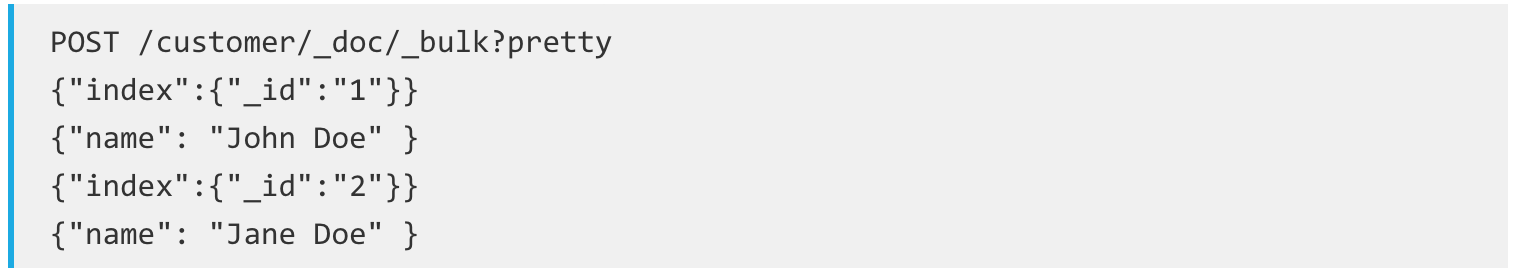 POST /customer/_doc/_bulk?pretty
{"index":{"_id":"1"}}
{"name": "John Doe" }
{"index":{"_id":"2"}}
{"name": "Jane Doe" }